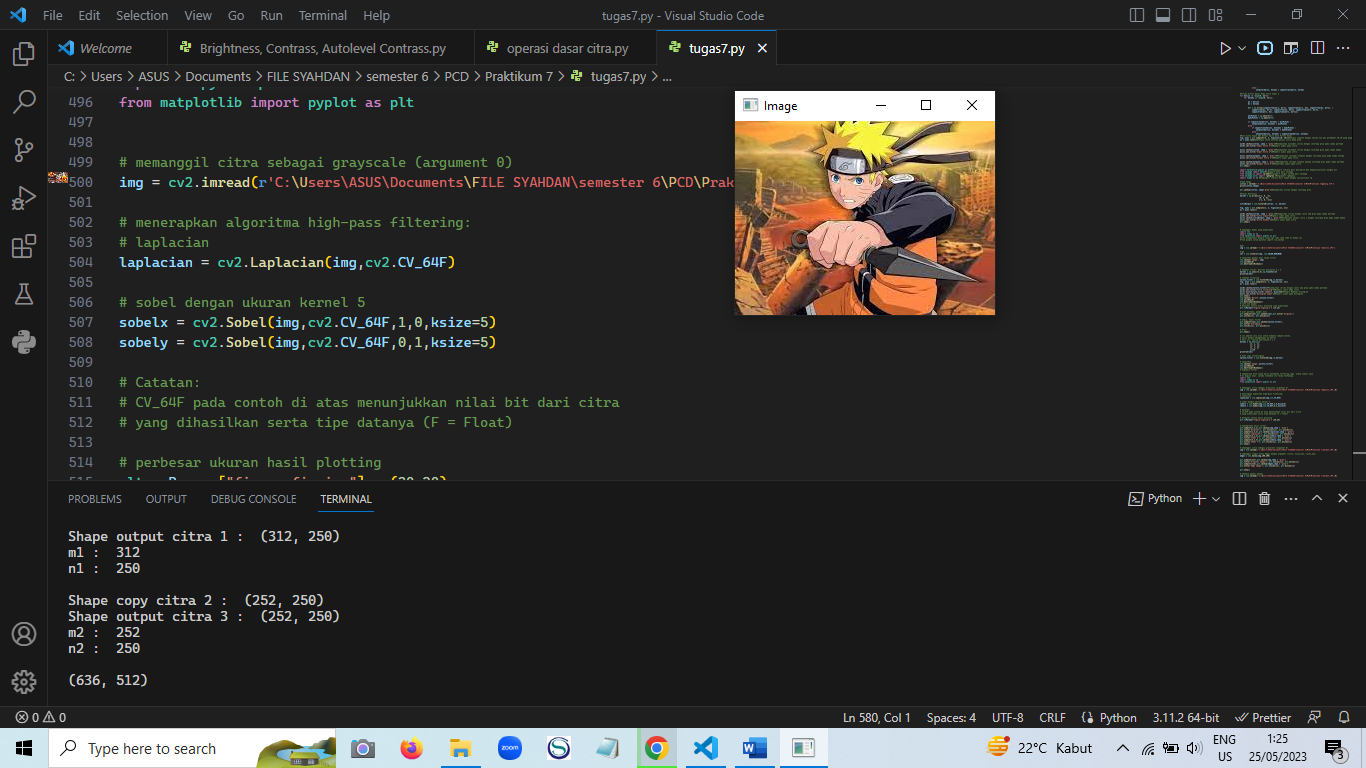 File Edit Selection View Go Run Terminal Help tugas7.py - Visual Studio Code
Welcome Brightness, Contrass, Autolevel Contrass.py operasi dasar citra.py tugas7.py
C: > Users > ASUS > Documents > FILE SYAHDAN > semester 6 > PCD > Praktikum 7 > tugas7.py > ...
496 from matplotlib import pyplot as plt
497
498
499 # memanggil citra sebagai grayscale (argument 0)
500 img = cv2.imread(r'C:\Users\ASUS\Documents\FILE SYAHDAN\semester 6\PCD\Prak
501
502 # menerapkan algoritma high-pass filtering:
503 # laplacian
504 laplacian = cv2.Laplacian(img,cv2.CV_64F)
505
506 # sobel dengan ukuran kernel 5
507 sobelx = cv2.Sobel(img,cv2.CV_64F,1,0,ksize=5)
508 sobely = cv2.Sobel(img,cv2.CV_64F,0,1,ksize=5)
509
510 # Catatan:
511 # CV_64F pada contoh di atas menunjukkan nilai bit dari citra
512 # yang dihasilkan serta tipe datanya (F = Float)
513
514 # perbesar ukuran hasil plotting
Image
PROBLEMS OUTPUT DEBUG CONSOLE TERMINAL Python
Shape output citra 1 :  (312, 250)
m1 :  312
n1 :  250
Shape copy citra 2 :  (252, 250)
Shape output citra 3 :  (252, 250)
m2 :  252
n2 :  250
(636, 512)
0 0 Ln 580, Col 1 Spaces: 4 UTF-8 CRLF Python 3.11.2 64-bit Prettier
Type here to search zoom 22°C Kabut ENG 1:25
US 25/05/2023 3